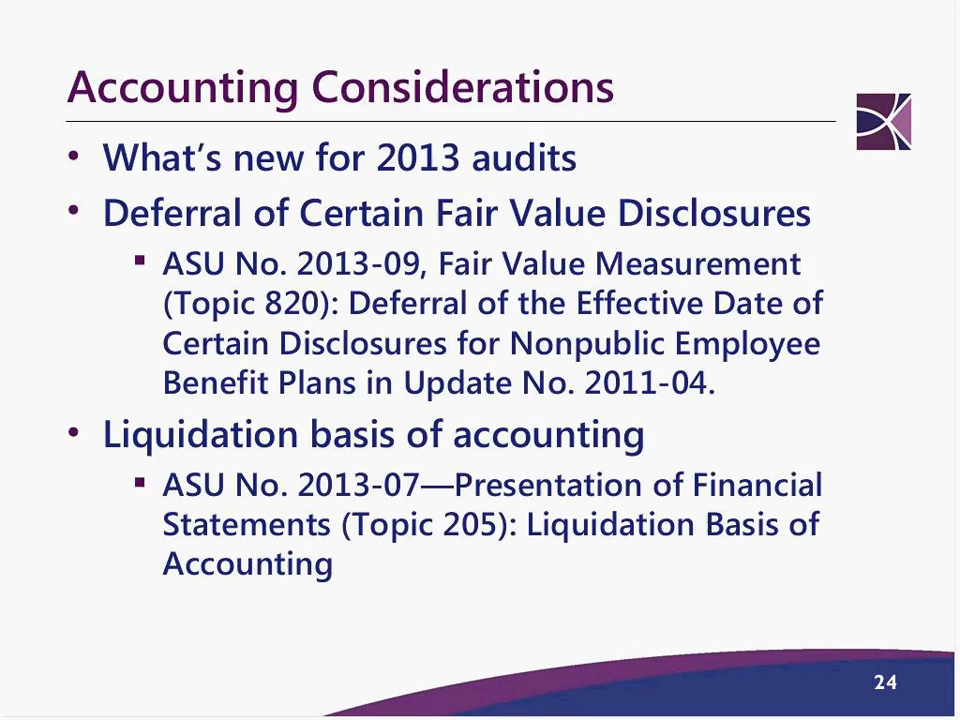 Accounting Considerations
• What’s new for 2013 audits
• Deferral of Certain Fair Value Disclosures
▪ ASU No. 2013-09, Fair Value Measurement
(Topic 820): Deferral of the Effective Date of
Certain Disclosures for Nonpublic Employee
Benefit Plans in Update No. 2011-04.
• Liquidation basis of accounting
▪ ASU No. 2013-07—Presentation of Financial
Statements (Topic 205): Liquidation Basis of
Accounting
24